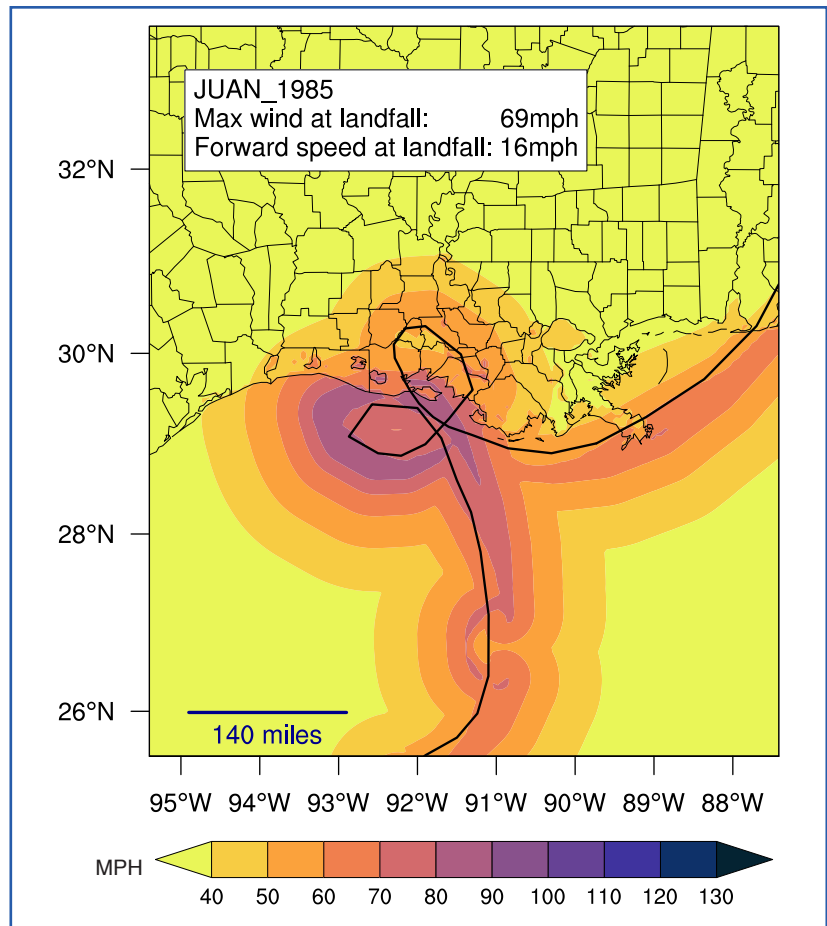 JUAN_1985
Max wind at landfall: 69mph
Forward speed at landfall: 16mph
32°N
30°N
28°N
26°N
140 miles
95°W 94°W 93°W 92°W 91°W 90°W 89°W 88°W
MPH
40 50 60 70 80 90 100 110 120 130